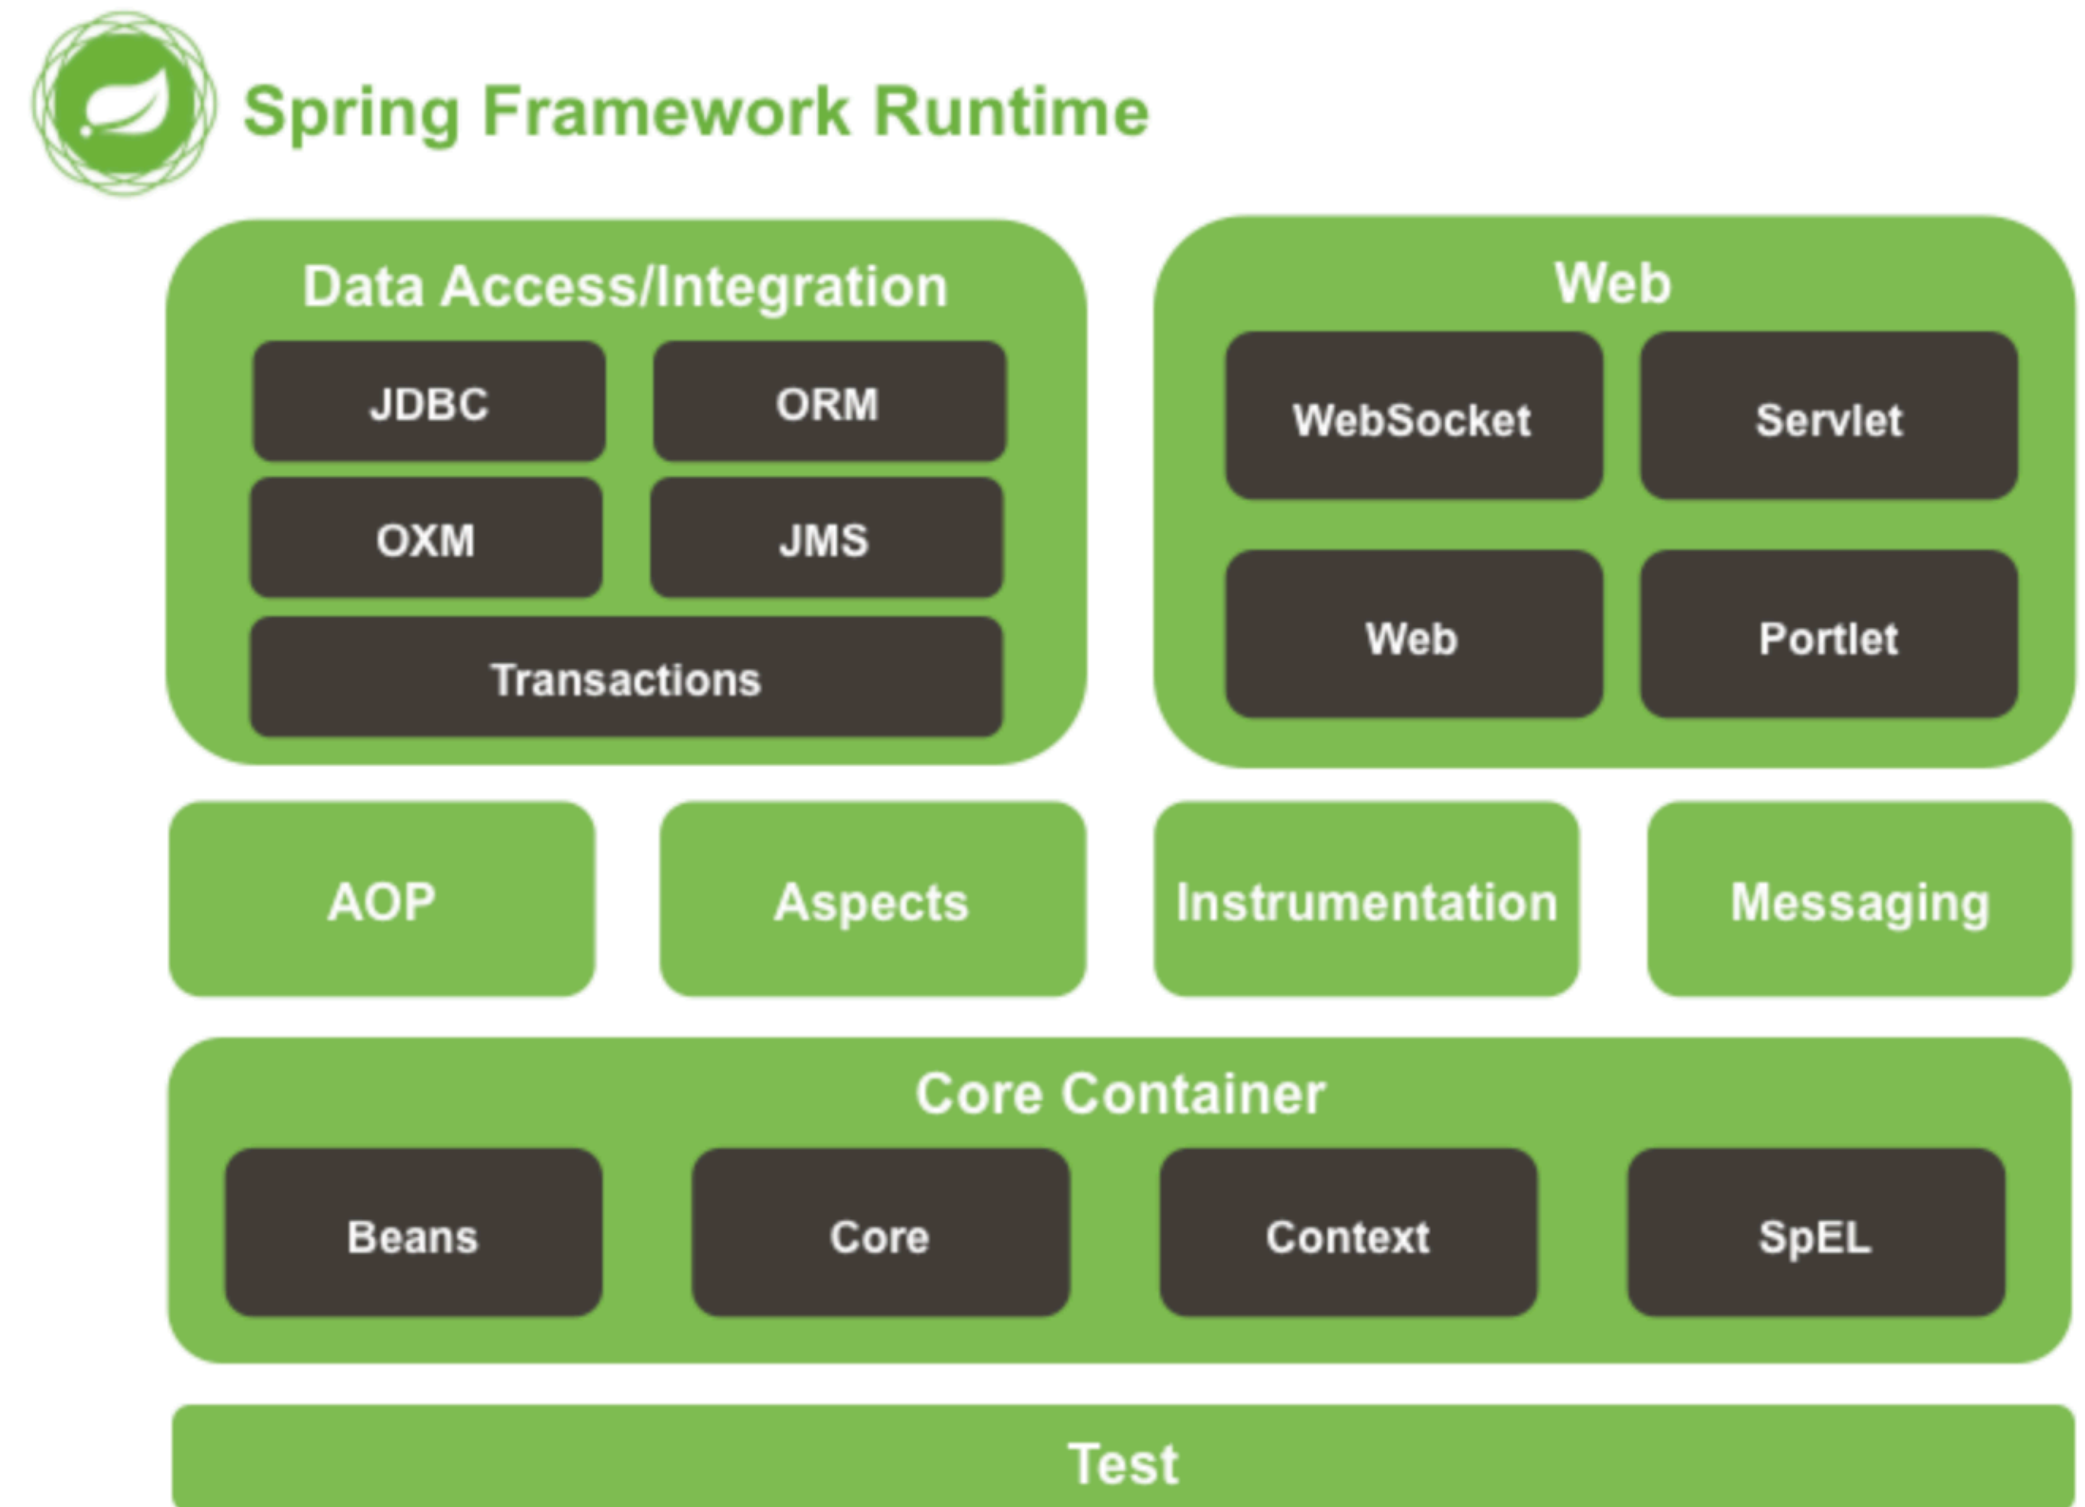 Spring Framework Runtime
Data Access/Integration
JDBC
ORM
OXM
JMS
Transactions
Web
WebSocket
Servlet
Web
Portlet
AOP
Aspects
Instrumentation
Messaging
Core Container
Beans
Core
Context
SpEL
Test